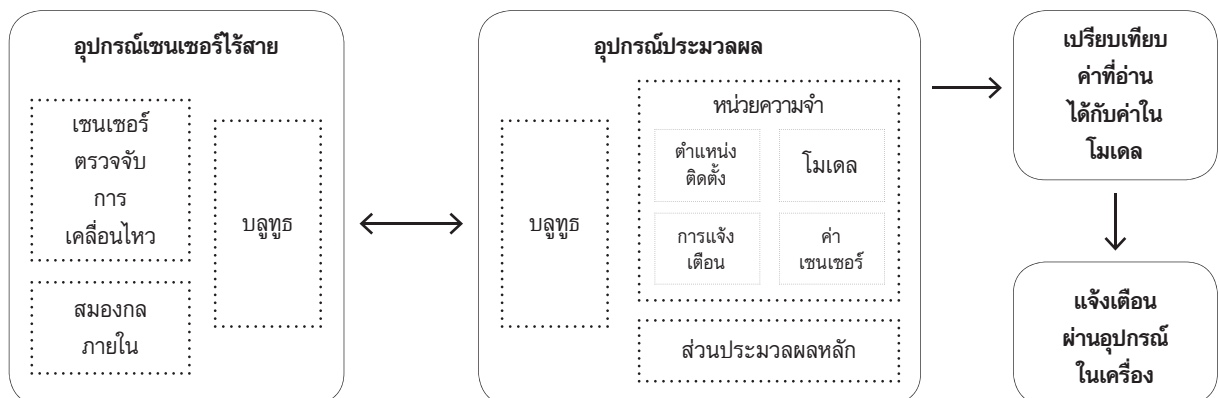 อุปกรณ์เซนเซอร์ไร้สาย
เซนเซอร์
ตรวจจับ
การ
เคลื่อนไหว
สมองกล
ภายใน
บลูทูธ
อุปกรณ์ประมวลผล
บลูทูธ
หน่วยความจำ
ตำแหน่ง
ติดตั้ง
โมเดล
การแจ้ง
เตือน
ค่า
เซนเซอร์
ส่วนประมวลผลหลัก
เปรียบเทียบ
ค่าที่อ่าน
ได้กับค่าใน
โมเดล
แจ้งเตือน
ผ่านอุปกรณ์
ในเครื่อง